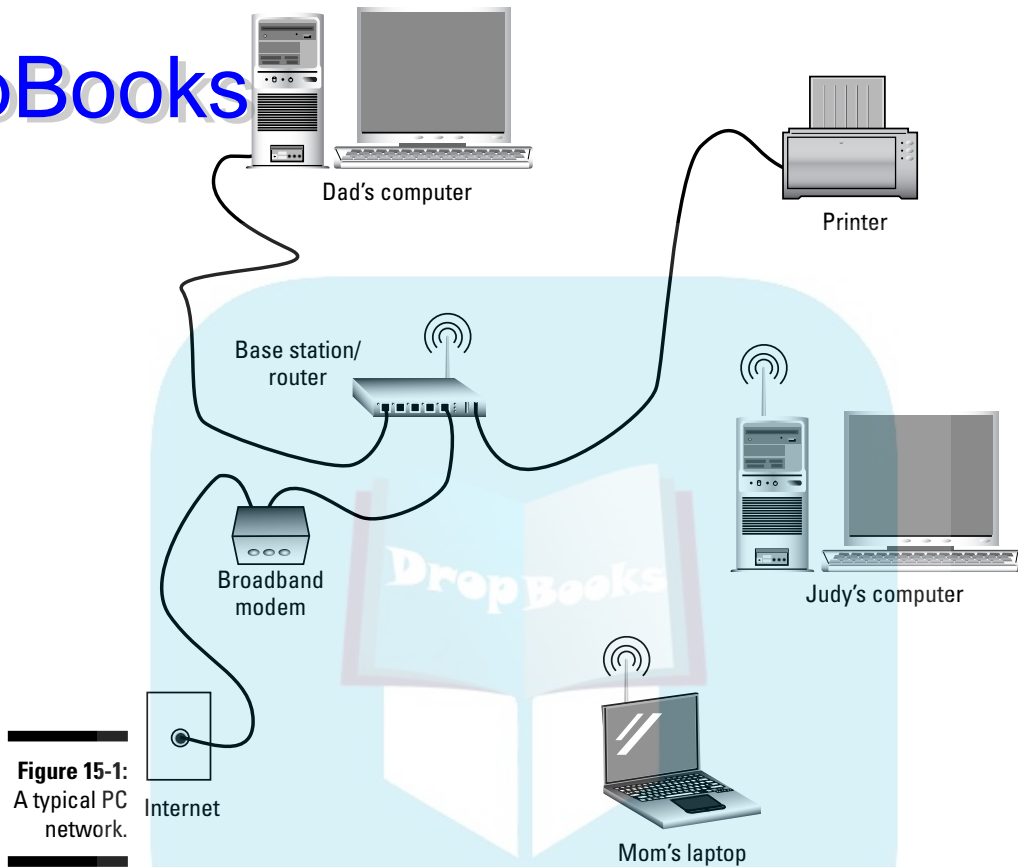 oBooks
Dad's computer
Printer
Base station/
router
Broadband
modem
DropBooks
Judy's computer
Figure 15-1:
A typical PC
network.
Internet
Mom's laptop